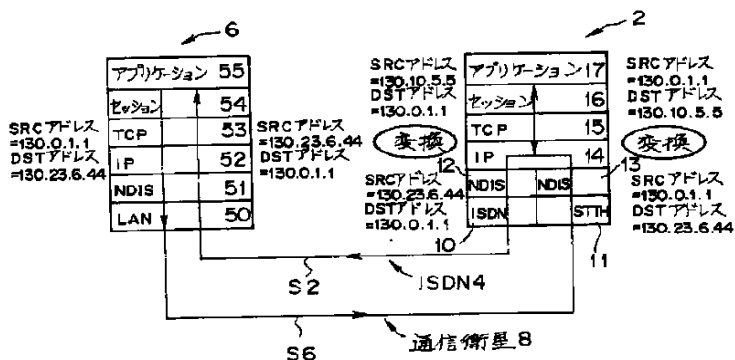 6
アプリケーション 55
セッション 54
TCP 53
IP 52
NDIS 51
LAN 50
SRCアドレス
=130.0.1.1
DSTアドレス
=130.23.6.44
SRCアドレス
=130.23.6.44
DSTアドレス
=130.0.1.1
2
SRCアドレス
=130.10.5.5
DSTアドレス
=130.0.1.1
変換
12
SRCアドレス
=130.23.6.44
DSTアドレス
=130.0.1.1
10
アプリケーション 17
セッション 16
TCP 15
IP 14
NDIS
NDIS
13
ISDN
STTH
11
SRCアドレス
=130.0.1.1
DSTアドレス
=130.10.5.5
変換
SRCアドレス
=130.0.1.1
DSTアドレス
=130.23.6.44
S2
ISDN4
S6
通信衛星8